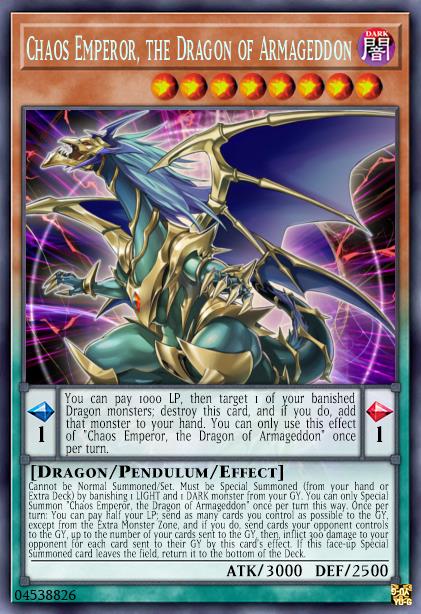 CHAOS EMPEROR, THE DRAGON OF ARMAGEDDON
DARK
闇
You can pay 1000 LP, then target 1 of your banished
Dragon monsters; destroy this card, and if you do, add
that monster to your hand. You can only use this effect
of "Chaos Emperor, the Dragon of Armageddon" once
per turn.
1
1
[DRAGON/PENDULUM/EFFECT]
Cannot be Normal Summoned/Set. Must be Special Summoned (from your hand or
Extra Deck) by banishing 1 LIGHT and 1 DARK monster from your GY. You can only Special
Summon "Chaos Emperor, the Dragon of Armageddon" once per turn this way. Once per
turn: You can pay half your LP; send as many cards you control as possible to the GY,
except from the Extra Monster Zone, and if you do, send cards your opponent controls
to the GY, up to the number of your cards sent to the GY, then, inflict 300 damage to your
opponent for each card sent to their GY by this card's effect. If this face-up Special
Summoned card leaves the field, return it to the bottom of the Deck.
ATK/3000 DEF/2500
04538826